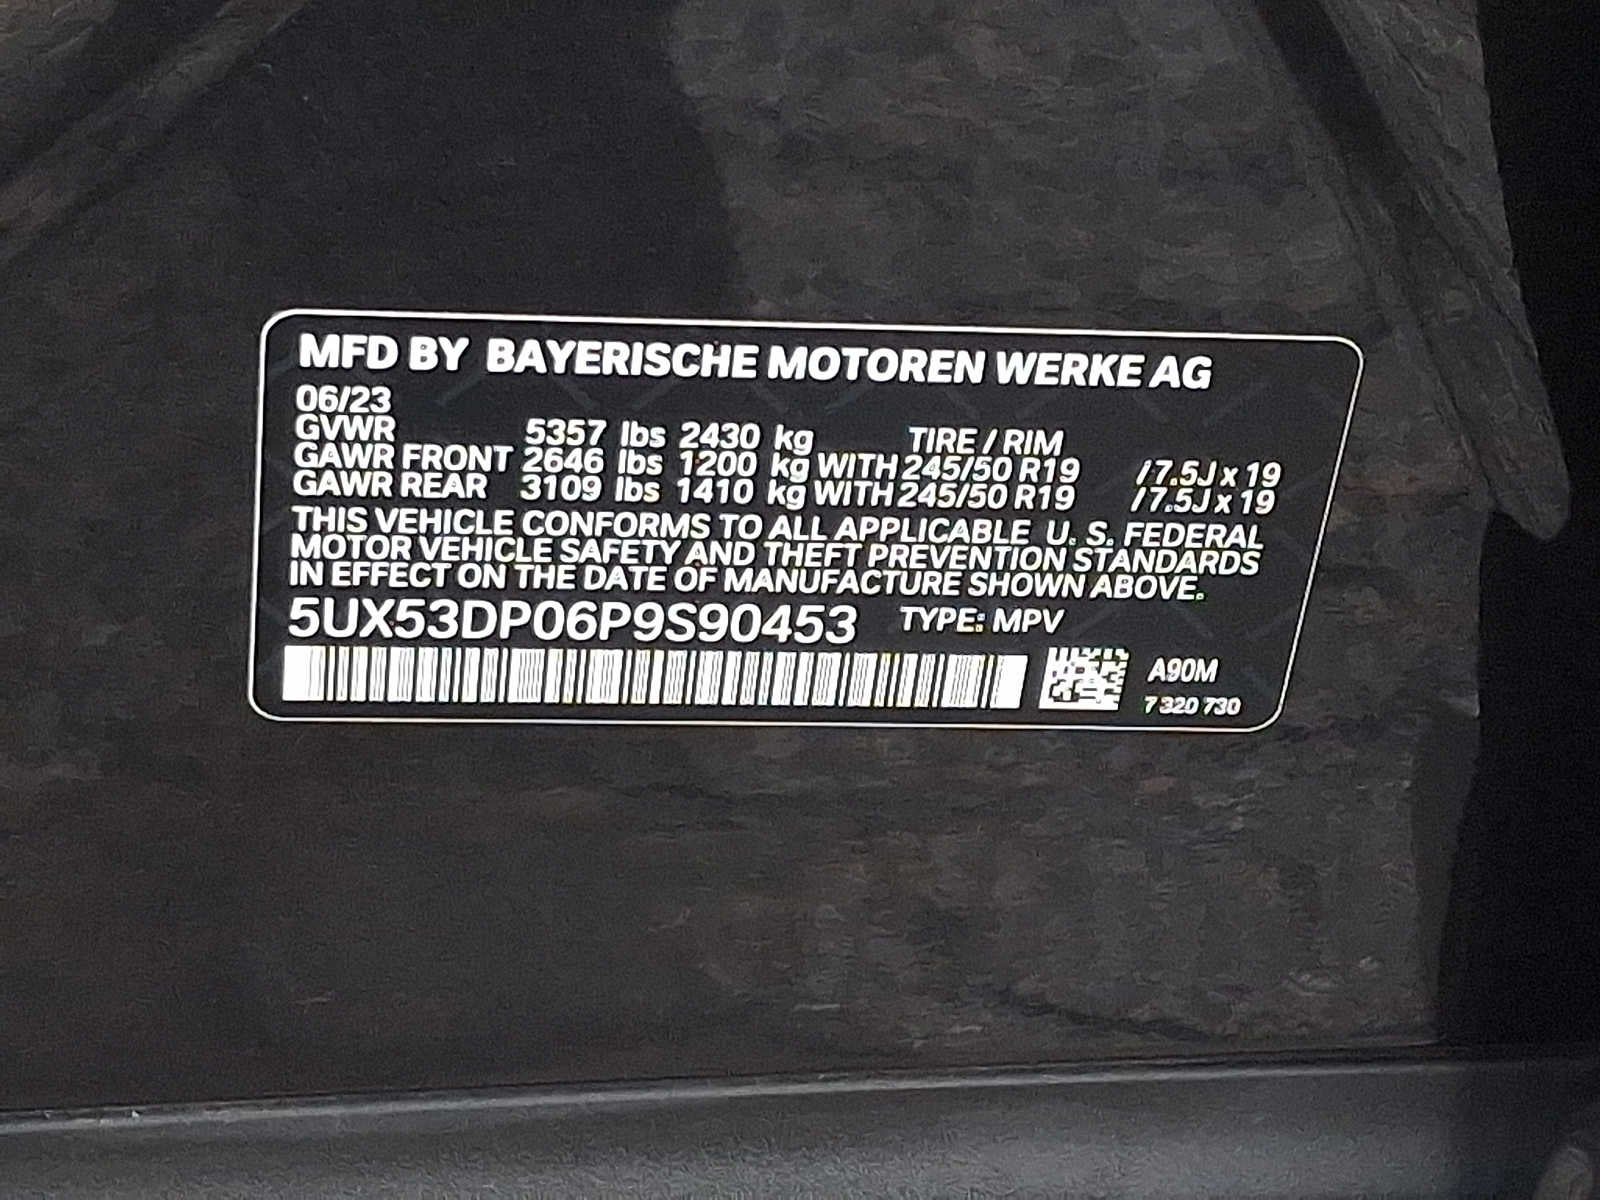 MFD BY BAYERISCHE MOTOREN WERKE AG
06/23
GVWR 5357 lbs 2430 kg TIRE / RIM
GAWR FRONT 2646 lbs 1200 kg WITH 245/50 R19 / 7.5J x 19
GAWR REAR 3109 lbs 1410 kg WITH 245/50 R19 / 7.5J x 19
THIS VEHICLE CONFORMS TO ALL APPLICABLE U. S. FEDERAL
MOTOR VEHICLE SAFETY AND THEFT PREVENTION STANDARDS
IN EFFECT ON THE DATE OF MANUFACTURE SHOWN ABOVE.
5UX53DP06P9S90453 TYPE: MPV
A90M
7 320 730